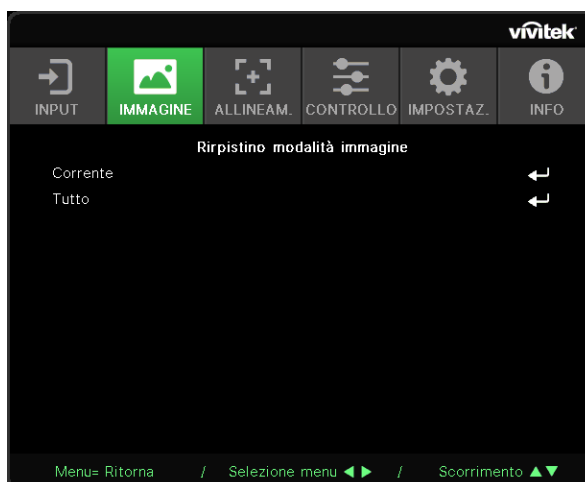 vivitek
INPUT IMMAGINE ALLINEAM. CONTROLLO IMPOSTAZ. INFO
Rirpistino modalità immagine
Corrente
Tutto
Menu= Ritorna / Selezione menu ◀ ▶ / Scorrimento ▲▼